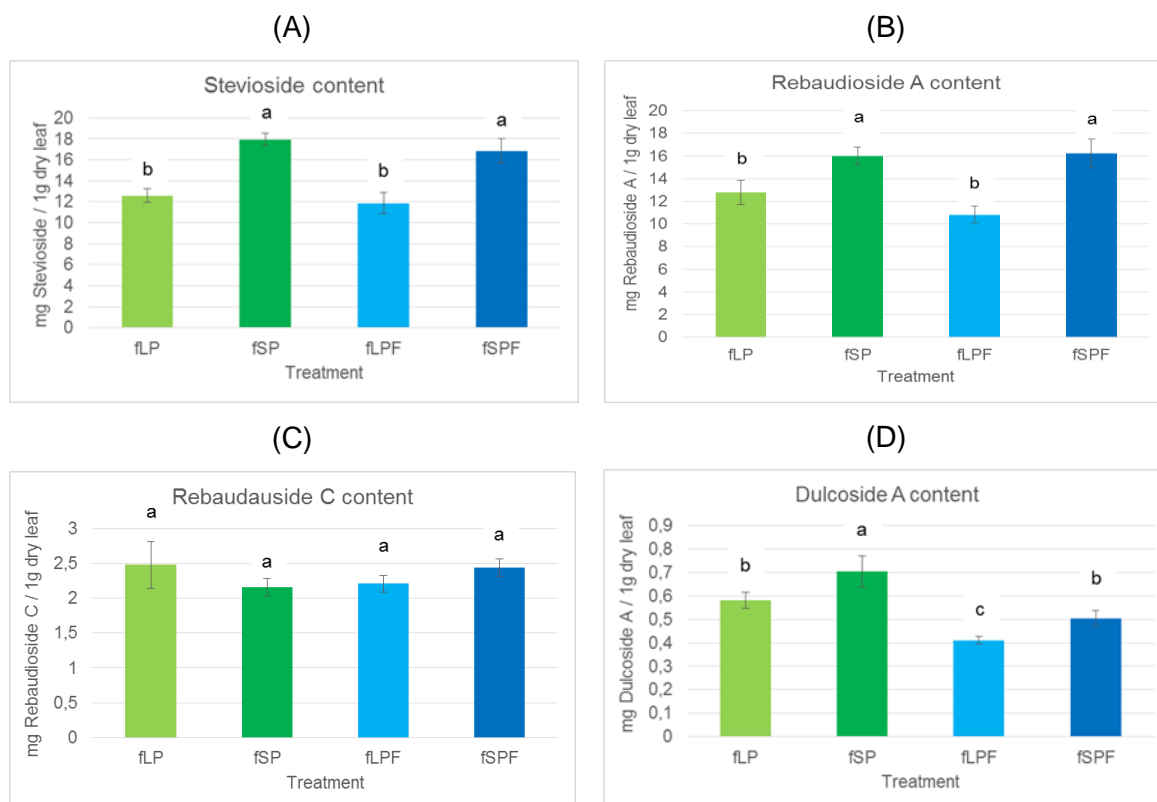 (A)
Stevioside content
mg Stevioside / 1g dry leaf
20
18
16
14
12
10
8
6
4
2
0
b
a
b
a
fLP
fSP
fLPF
fSPF
Treatment
(B)
Rebaudioside A content
mg Rebaudioside A / 1g dry leaf
20
18
16
14
12
10
8
6
4
2
0
b
a
b
a
fLP
fSP
fLPF
fSPF
Treatment
(C)
Rebaudauside C content
mg Rebaudioside C / 1g dry leaf
3
2,5
2
1,5
1
0,5
0
a
a
a
a
fLP
fSP
fLPF
fSPF
Treatment
(D)
Dulcoside A content
mg Dulcoside A / 1g dry leaf
0,9
0,8
0,7
0,6
0,5
0,4
0,3
0,2
0,1
0
b
a
c
b
fLP
fSP
fLPF
fSPF
Treatment